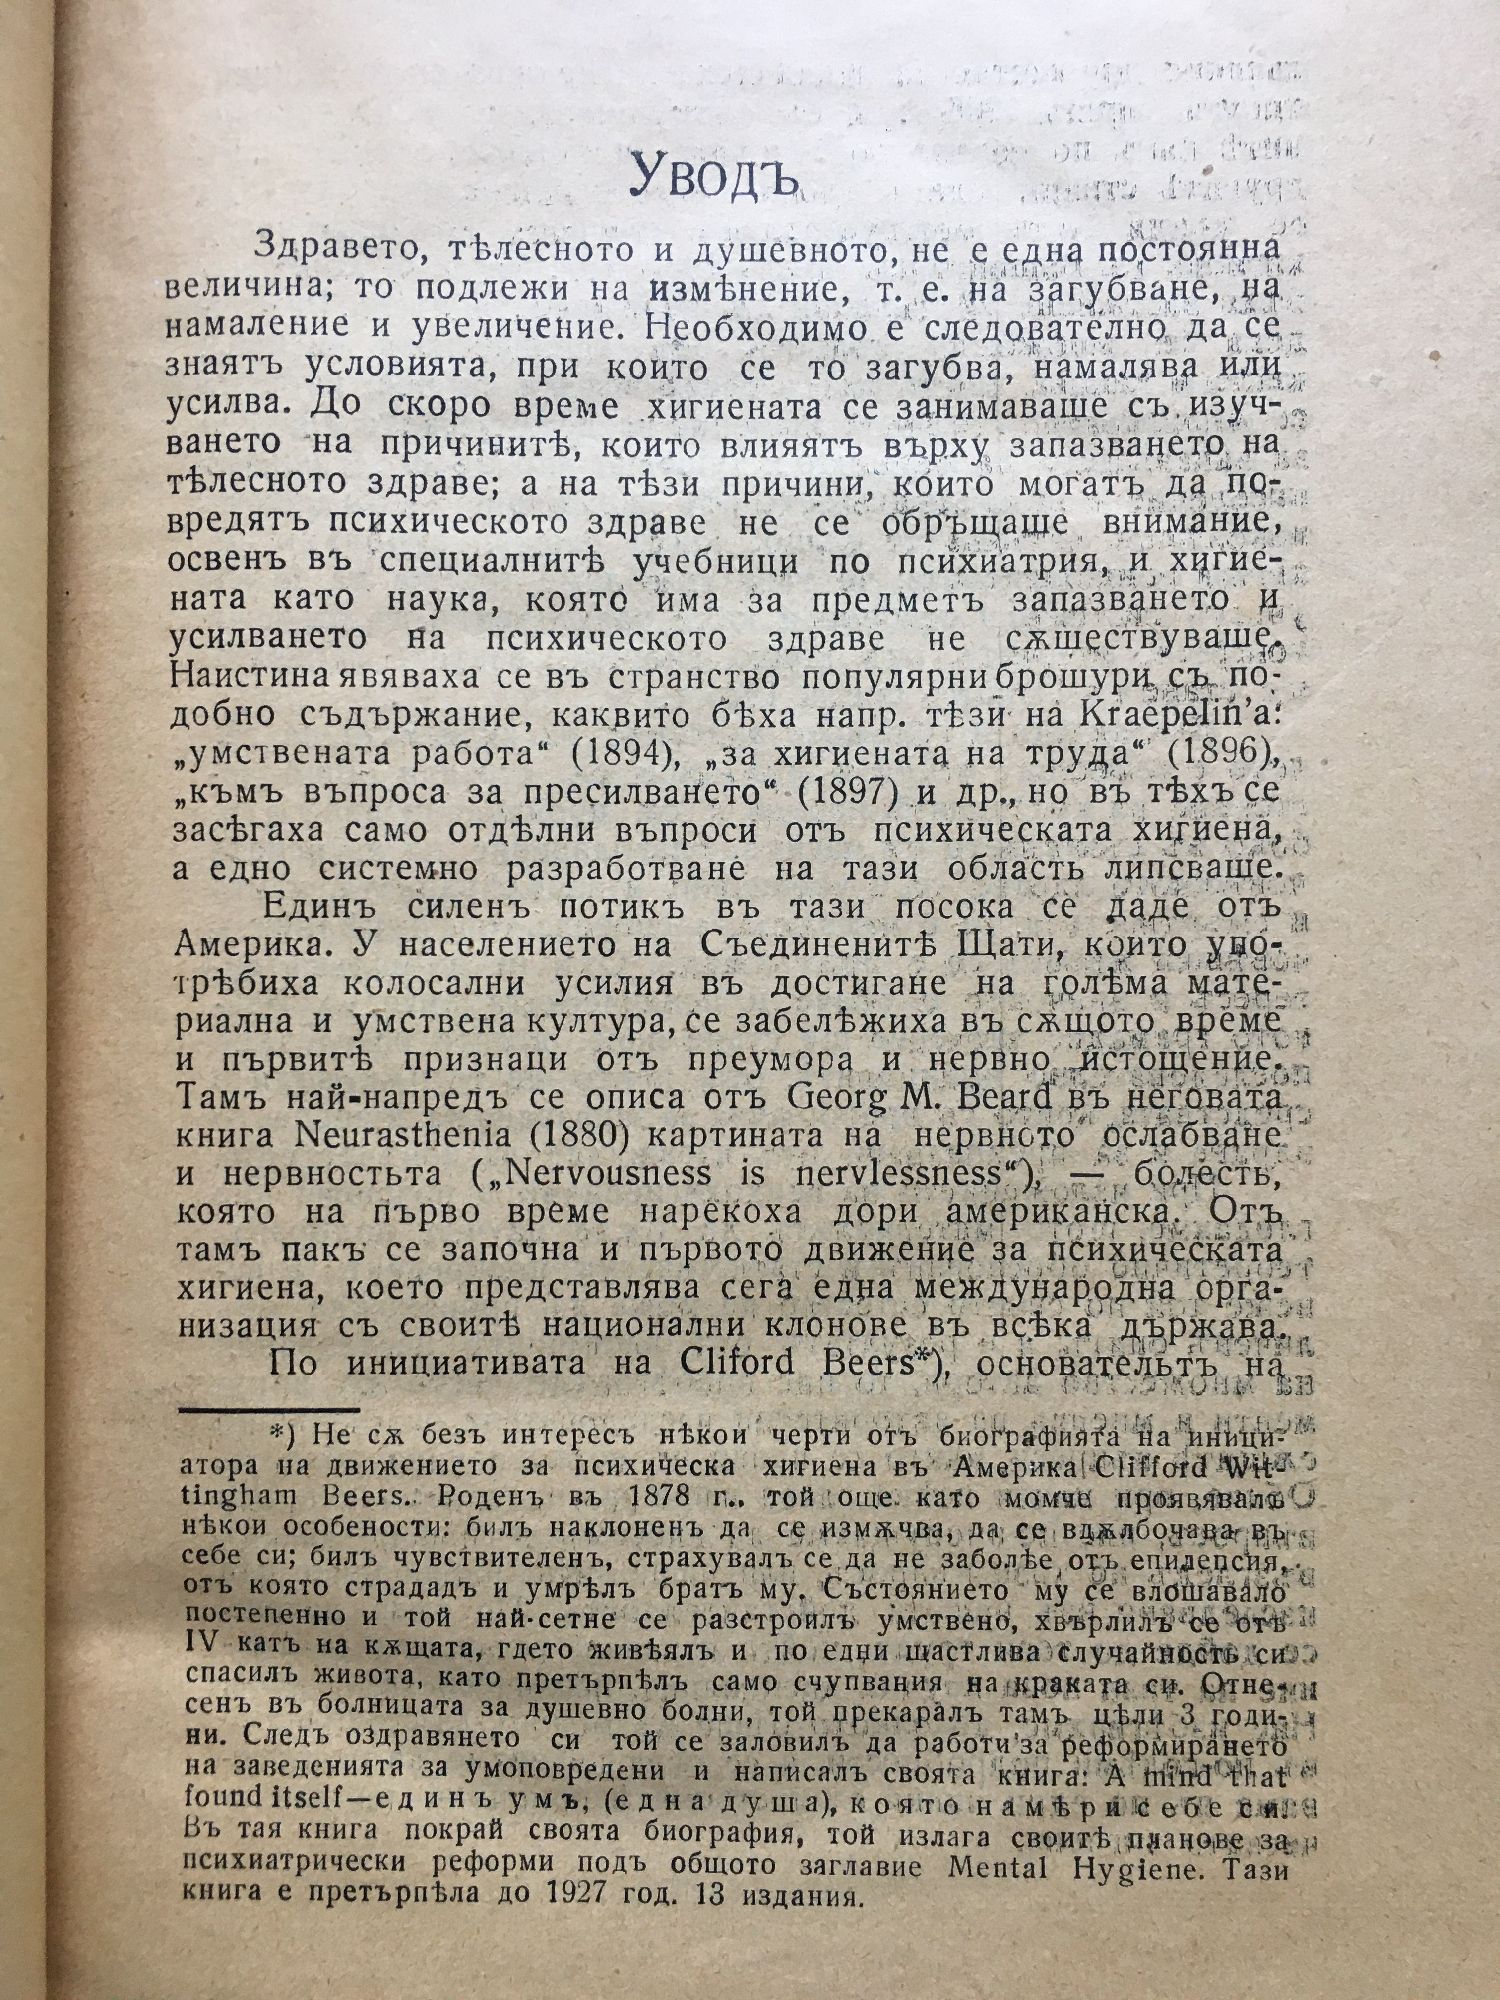 Уводъ
Здравето, тѣлесното и душевното, не е една постоянна
величина; то подлежи на измѣнение, т. е. на загубване, на
намаление и увеличение. Необходимо е следователно да се
знаятъ условията, при които се то загубва, намалява или
усилва. До скоро време хигиената се занимаваше съ изуч-
ването на причинитѣ, които влияятъ върху запазването на
тѣлесното здраве; а на тѣзи причини, които могатъ да по-
вредятъ психическото здраве не се обръщаше внимание,
освенъ въ специалнитѣ учебници по психиатрия, и хигие-
ната като наука, която има за предметъ запазването и
усилването на психическото здраве не сѫществуваше.
Наистина явяваха се въ странство популярни брошури съ по-
добно съдържание, каквито бѣха напр. тѣзи на Kraepelin’а:
„умствената работа“ (1894), „за хигиената на труда“ (1896),
„къмъ въпроса за пресилването“ (1897) и др., но въ тѣхъ се
засѣгаха само отдѣлни въпроси отъ психическата хигиена,
а едно системно разработване на тази область липсваше.
Единъ силенъ потикъ въ тази посока се даде отъ
Америка. У населението на Съединенитѣ Щати, които упо-
трѣбиха колосални усилия въ достигане на голѣма мате-
риална и умствена култура, се забелѣжиха въ сѫщото време
и първитѣ признаци отъ преумора и нервно истощение.
Тамъ най-напредъ се описа отъ Georg M. Beard въ неговата
книга Neurasthenia (1880) картината на нервното ослабване
и нервностьта („Nervousness is nervlessness“), — болесть,
която на първо време нарекоха дори американска. Отъ
тамъ пакъ се започна и първото движение за психическата
хигиена, което представлява сега една международна орга-
низация съ своитѣ национални клонове въ всѣка държава.
По инициативата на Cliford Beers*), основательтъ на
*) Не сѫ безъ интересъ нѣкои черти отъ биографията на иници-
атора на движението за психическа хигиена въ Америка Clifford Wit-
tingham Beers. Роденъ въ 1878 г., той още като момче проявявалъ
нѣкои особености: билъ наклоненъ да се измѫчва, да се вдѫлбочава въ
себе си; билъ чувствителенъ, страхувалъ се да не заболѣе отъ епилепсия,
отъ която стрададъ и умрѣлъ братъ му. Състоянието му се влошавало
постепенно и той най-сетне се разстроилъ умствено, хвърлилъ се отъ
IV катъ на кѫщата, гдето живѣялъ и по едни щастлива случайность си
спасилъ живота, като претърпѣлъ само счупвания на краката си. Отне-
сенъ въ болницата за душевно болни, той прекаралъ тамъ цѣли 3 годи-
ни. Следъ оздравянето си той се заловилъ да работи за реформирането
на заведенията за умоповредени и написалъ своята книга: A mind that
found itself—единъ умъ, (една душа), която намѣри себе си.
Въ тая книга покрай своята биография, той излага своитѣ планове за
психиатрически реформи подъ общото заглавие Mental Hygiene. Тази
книга е претърпѣла до 1927 год. 13 издания.